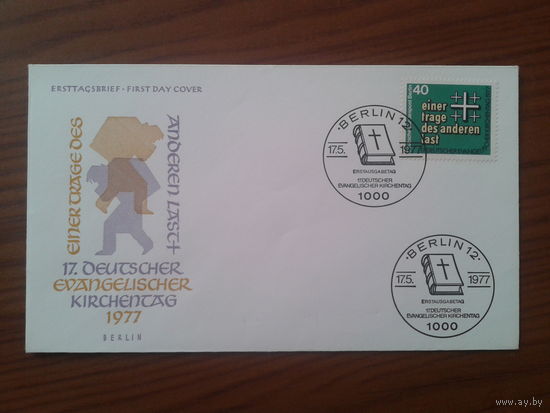 ERSTTAGSBRIEF · FIRST DAY COVER
EINER TRAGE DES
ANDEREN LAST
17. DEUTSCHER
EVANGELISCHER
KIRCHENTAG
1977
BERLIN
40
einer
trage
des anderen
last
·BERLIN 12·
17.5. 1977
ERSTAUSGABETAG
17.DEUTSCHER
EVANGELISCHER KIRCHENTAG
1000
·BERLIN 12·
17.5. 1977
ERSTAUSGABETAG
17.DEUTSCHER
EVANGELISCHER KIRCHENTAG
1000
www.ay.by